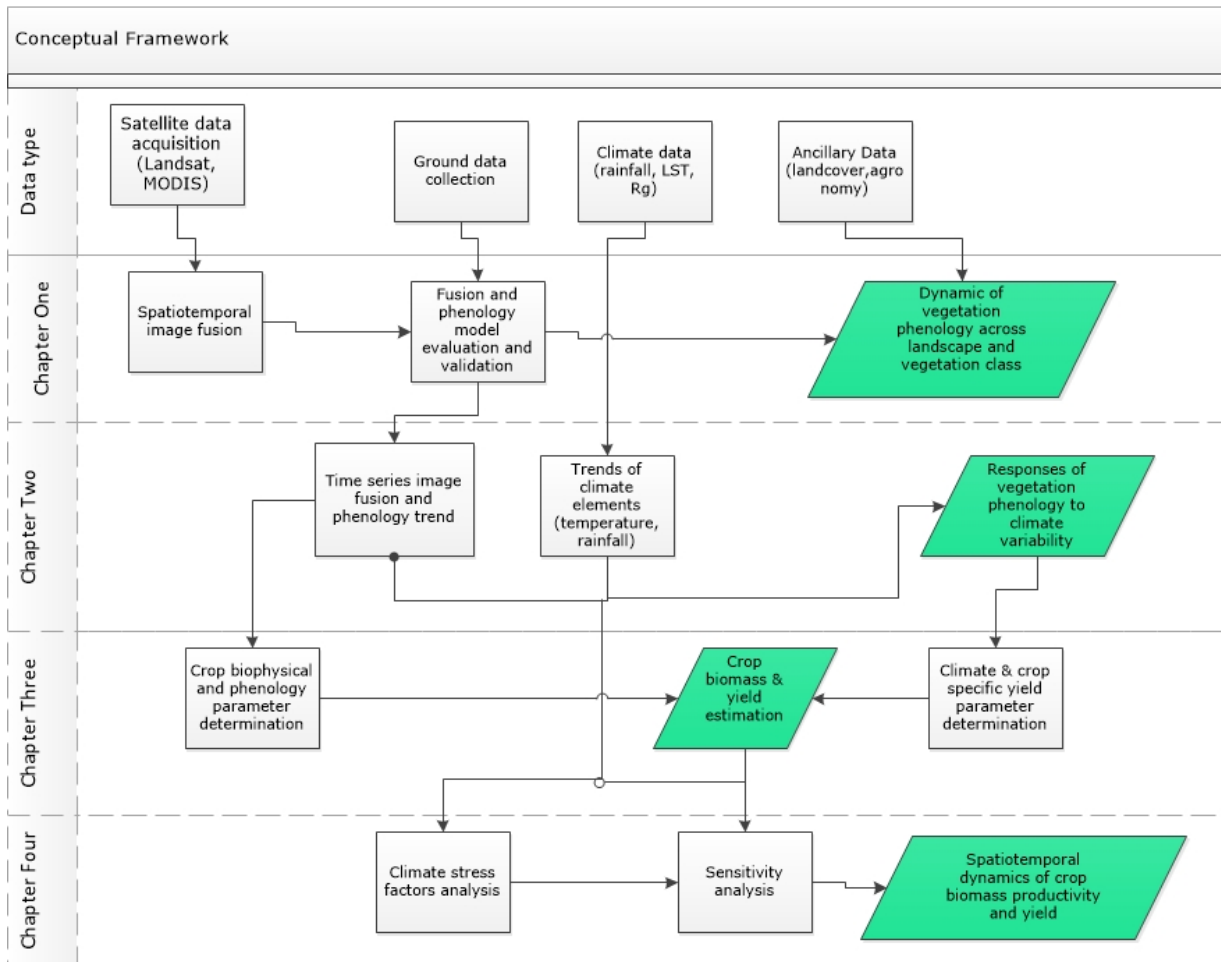 Conceptual Framework
Data type
Satellite data
acquisition
(Landsat,
MODIS)
Ground data
collection
Climate data
(rainfall, LST,
Rg)
Ancillary Data
(landcover,agro
nomy)
Chapter One
Spatiotemporal
image fusion
Fusion and
phenology
model
evaluation and
validation
Dynamic of
vegetation
phenology across
landscape and
vegetation class
Chapter Two
Time series image
fusion and
phenology trend
Trends of
climate
elements
(temperature,
rainfall)
Responses of
vegetation
phenology to
climate
variability
Chapter Three
Crop biophysical
and phenology
parameter
determination
Crop
biomass &
yield
estimation
Climate & crop
specific yield
parameter
determination
Chapter Four
Climate stress
factors analysis
Sensitivity
analysis
Spatiotemporal
dynamics of crop
biomass productivity
and yield